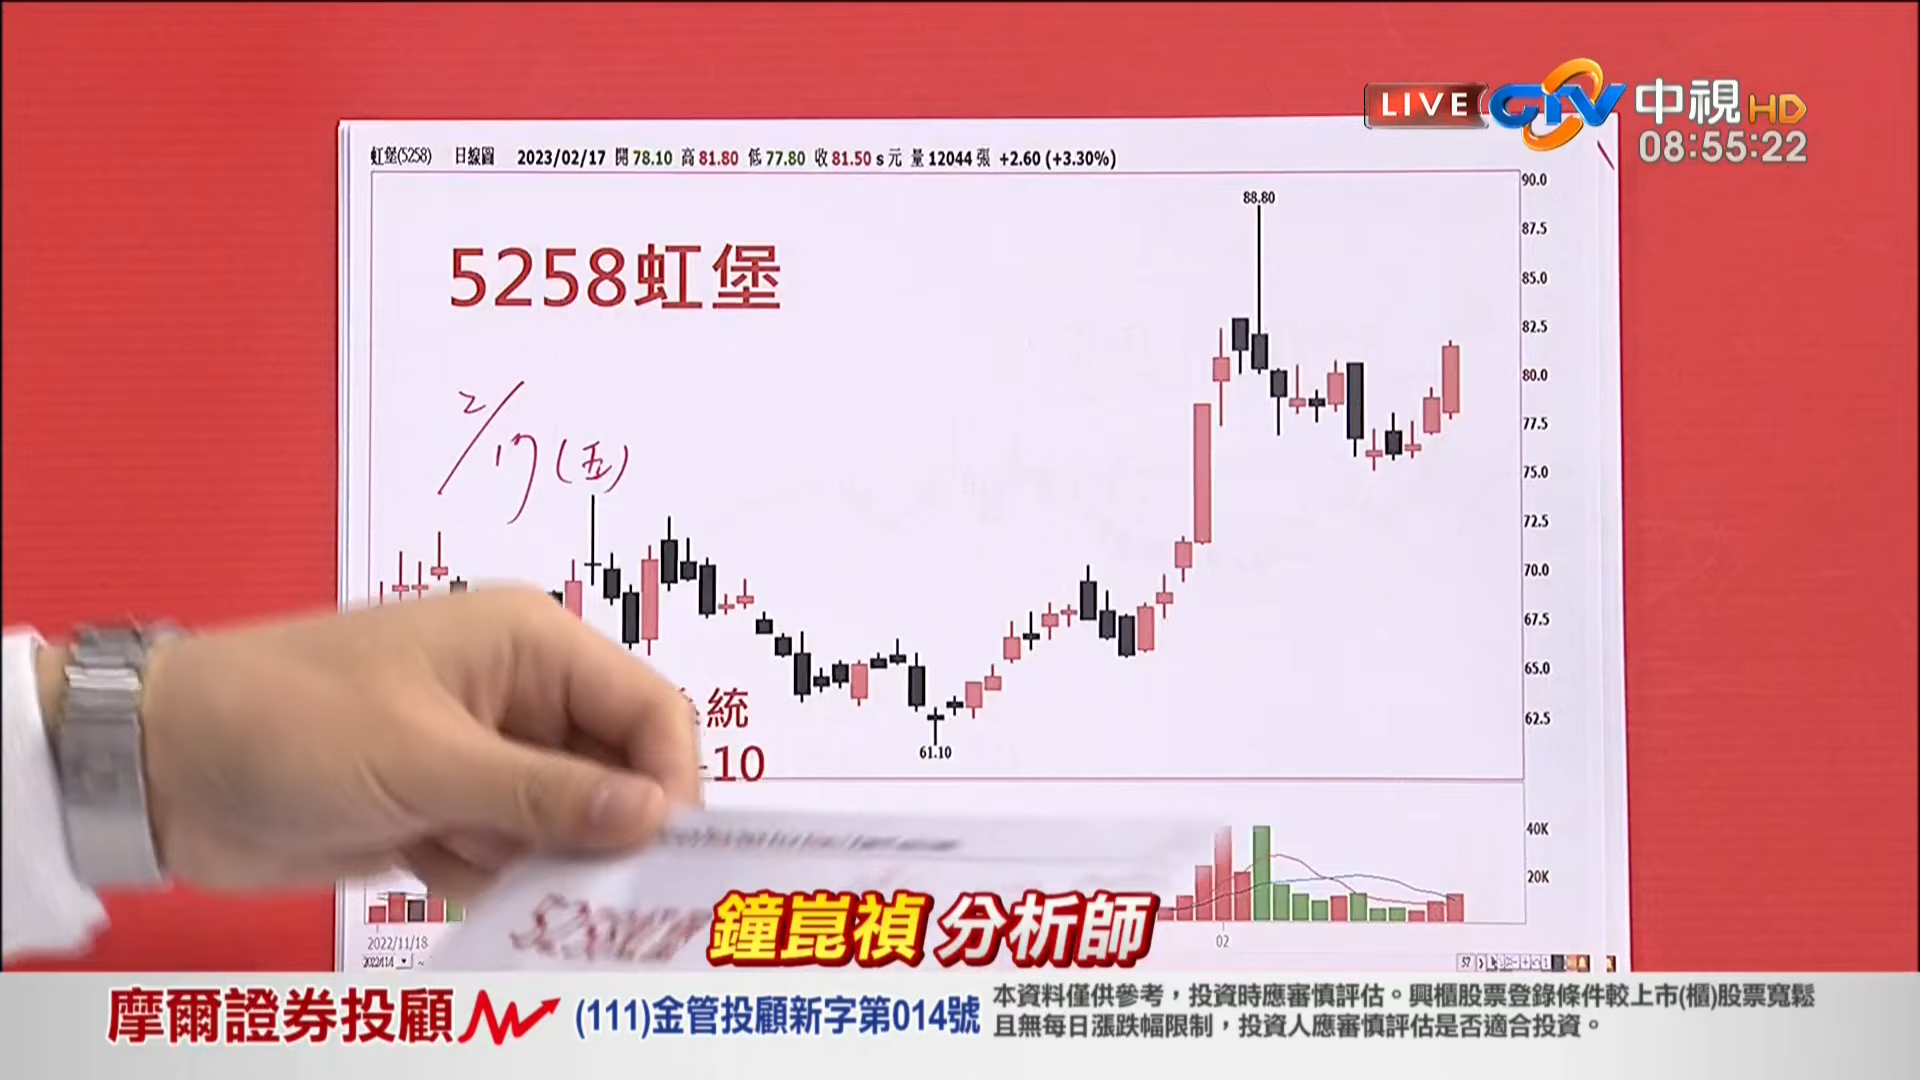 LIVE CTV 中視HD
08:55:22
虹堡(5258) 日線圖 2023/02/17 開 78.10 高 81.80 低 77.80 收 81.50 s 元 量 12044 張 +2.60 (+3.30%)
90.0
88.80
87.5
5258虹堡
85.0
82.5
80.0
2/17(五)
77.5
75.0
72.5
70.0
67.5
65.0
統
62.5
61.10
-10
40K
20K
2022/11/18
02
57
鐘崑禎 分析師
摩爾證券投顧 (111)金管投顧新字第014號
本資料僅供參考，投資時應審慎評估。興櫃股票登錄條件較上市(櫃)股票寬鬆
且無每日漲跌幅限制，投資人應審慎評估是否適合投資。